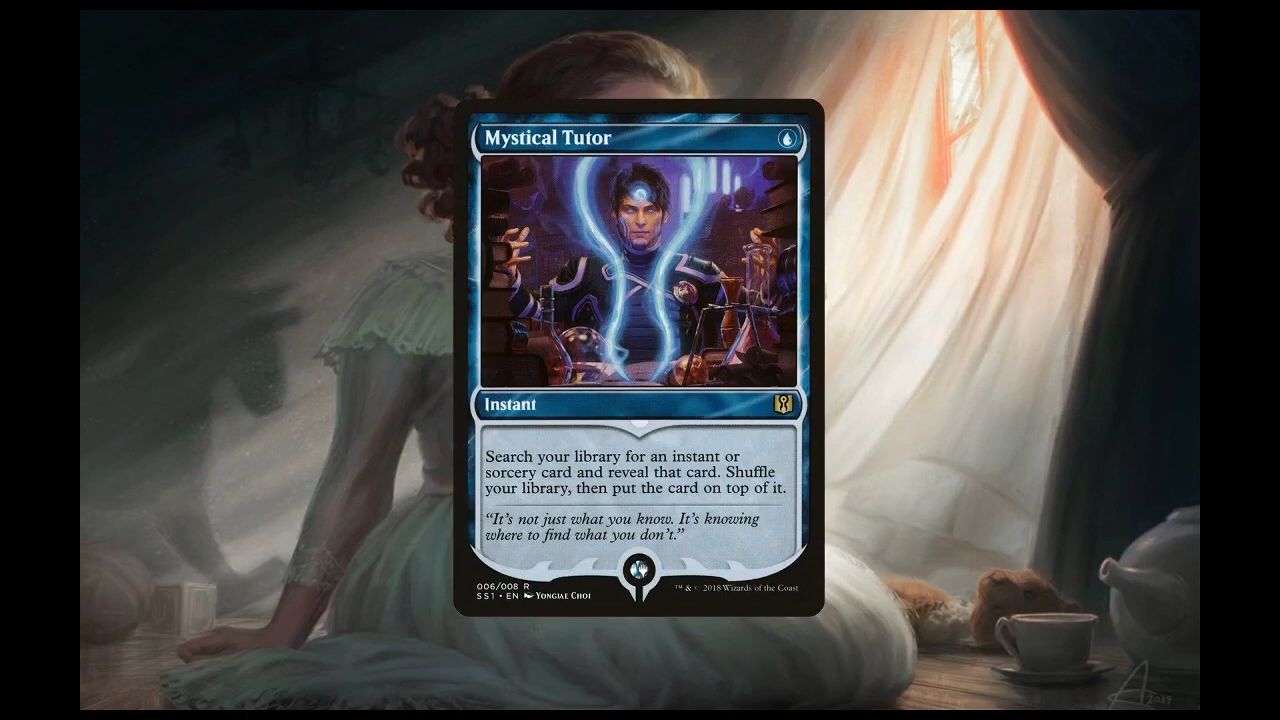 Mystical Tutor
Instant
Search your library for an instant or
sorcery card and reveal that card. Shuffle
your library, then put the card on top of it.
“It’s not just what you know. It’s knowing
where to find what you don’t.”
006/008 R
SS1 • EN Yongjae Choi
™ & © 2018 Wizards of the Coast